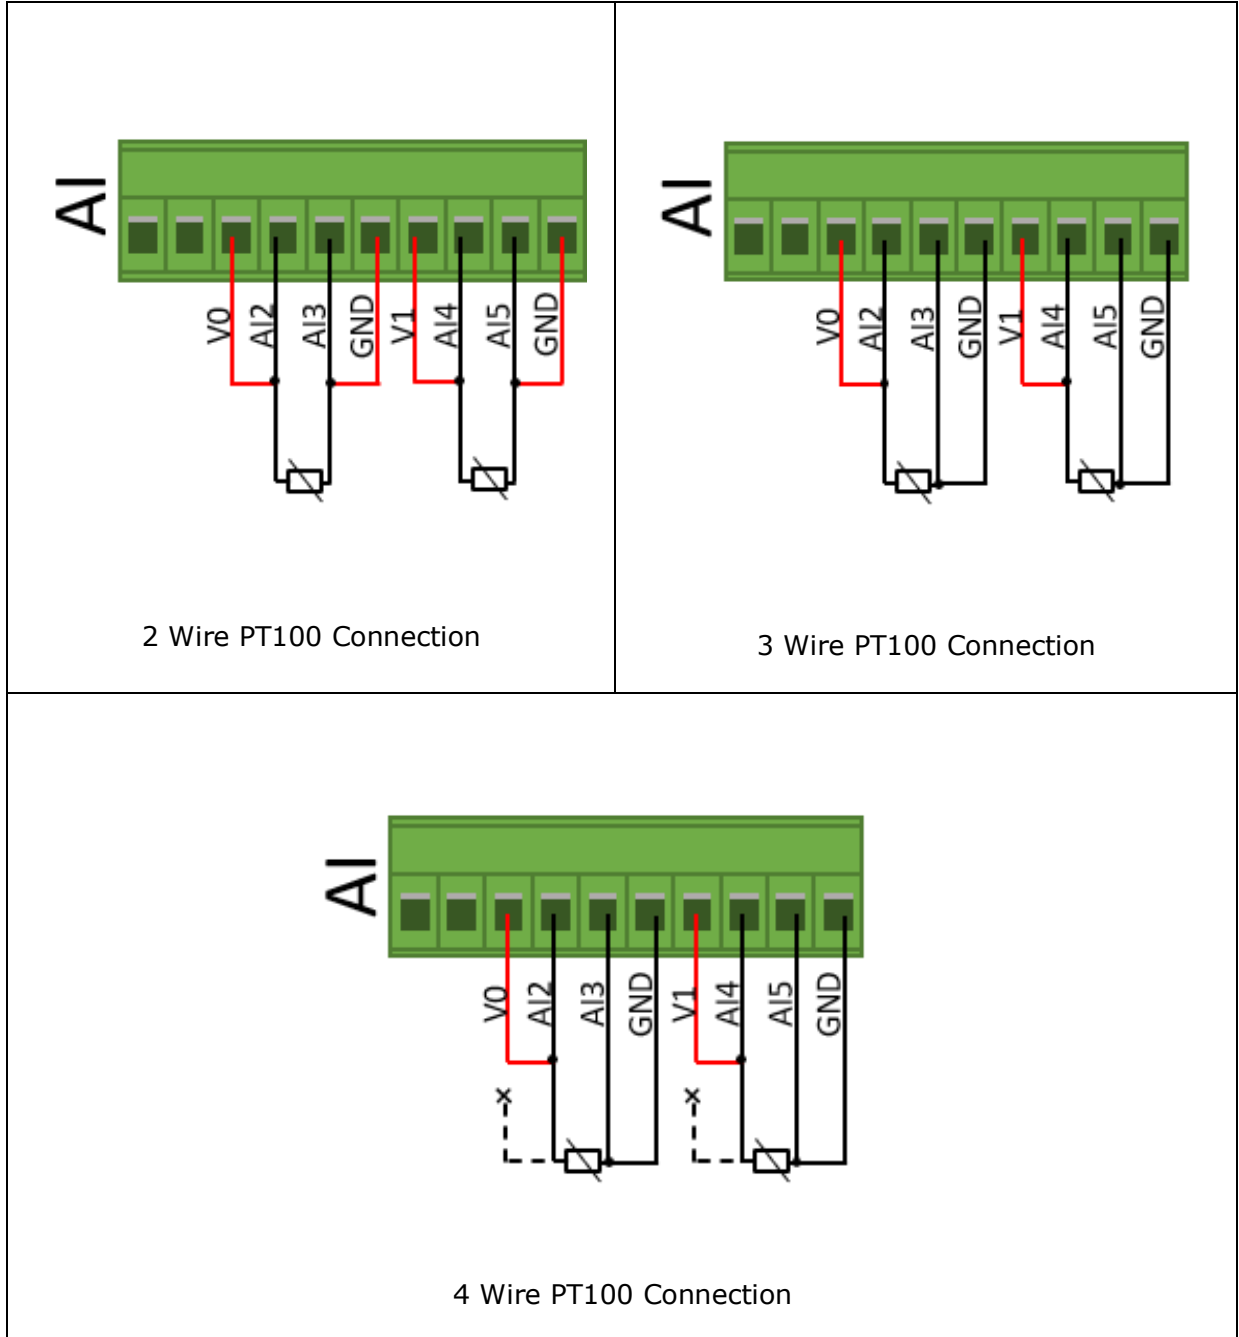 AI
V0
AI2
AI3
GND
V1
AI4
AI5
GND
2 Wire PT100 Connection
AI
V0
AI2
AI3
GND
V1
AI4
AI5
GND
3 Wire PT100 Connection
AI
V0
AI2
AI3
GND
V1
AI4
AI5
GND
4 Wire PT100 Connection